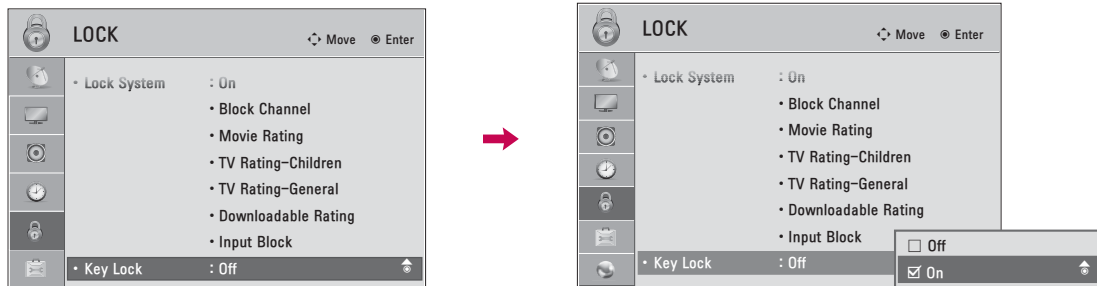 LOCK
Move Enter
• Lock System : On
• Block Channel
• Movie Rating
• TV Rating-Children
• TV Rating-General
• Downloadable Rating
• Input Block
• Key Lock : Off
LOCK
Move Enter
• Lock System : On
• Block Channel
• Movie Rating
• TV Rating-Children
• TV Rating-General
• Downloadable Rating
• Input Block
• Key Lock : Off
Off
On